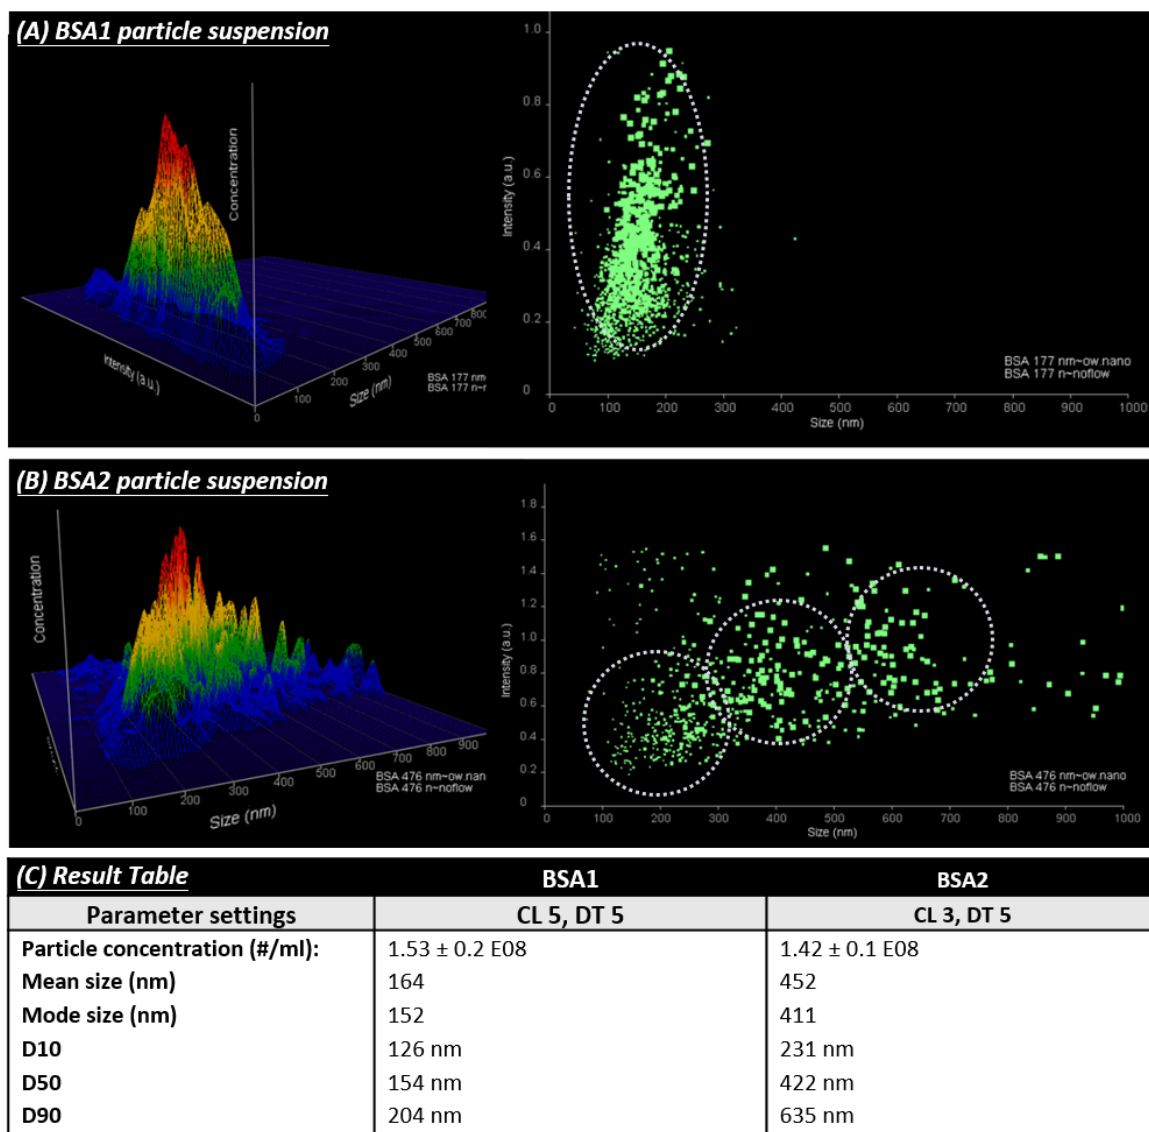 (A) BSA1 particle suspension
Concentration
Intensity (a.u.)
Size (nm)
0
100
200
300
400
500
600
700
800
BSA 177 nm
BSA 177 n~r
Intensity (a.u.)
1.0
0.8
0.6
0.4
0.2
0
0 100 200 300 400 500 600 700 800 900 1000
Size (nm)
BSA 177 nm~ow.nano
BSA 177 n~noflow
(B) BSA2 particle suspension
Concentration
0
100
200
300
400
500
600
700
800
900
Size (nm)
BSA 476 nm~ow.nan
BSA 476 n~noflow
Intensity (a.u.)
1.8
1.6
1.4
1.2
1.0
0.8
0.6
0.4
0.2
0
0 100 200 300 400 500 600 700 800 900 1000
Size (nm)
BSA 476 nm~ow.nano
BSA 476 n~noflow
(C) Result Table BSA1 BSA2
Parameter settings CL 5, DT 5 CL 3, DT 5
Particle concentration (#/ml): 1.53 ± 0.2 E08 1.42 ± 0.1 E08
Mean size (nm) 164 452
Mode size (nm) 152 411
D10 126 nm 231 nm
D50 154 nm 422 nm
D90 204 nm 635 nm